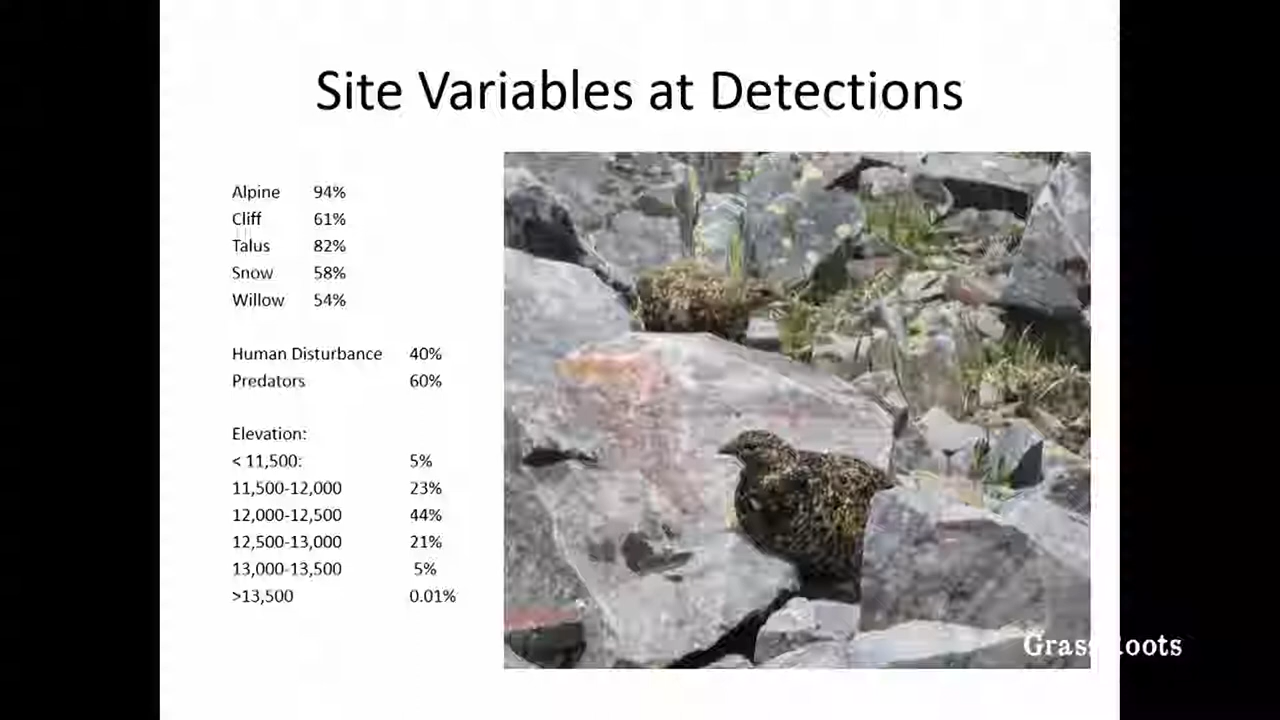 Site Variables at Detections
Alpine 94%
Cliff 61%
Talus 82%
Snow 58%
Willow 54%
Human Disturbance 40%
Predators 60%
Elevation:
< 11,500: 5%
11,500-12,000 23%
12,000-12,500 44%
12,500-13,000 21%
13,000-13,500 5%
>13,500 0.01%